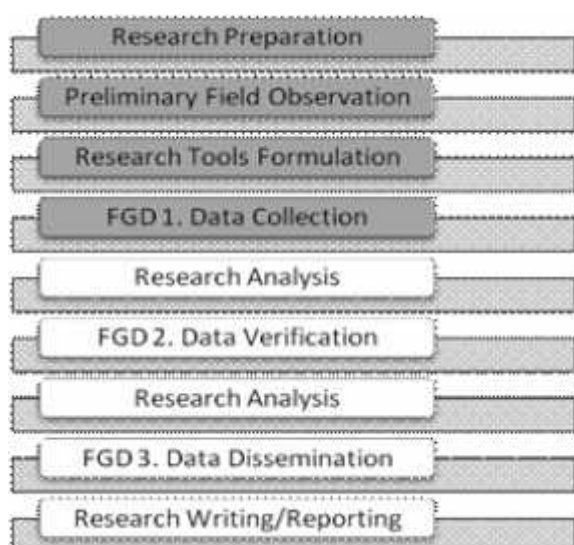 Research Preparation
Preliminary Field Observation
Research Tools Formulation
FGD 1. Data Collection
Research Analysis
FGD 2. Data Verification
Research Analysis
FGD 3. Data Dissemination
Research Writing/Reporting